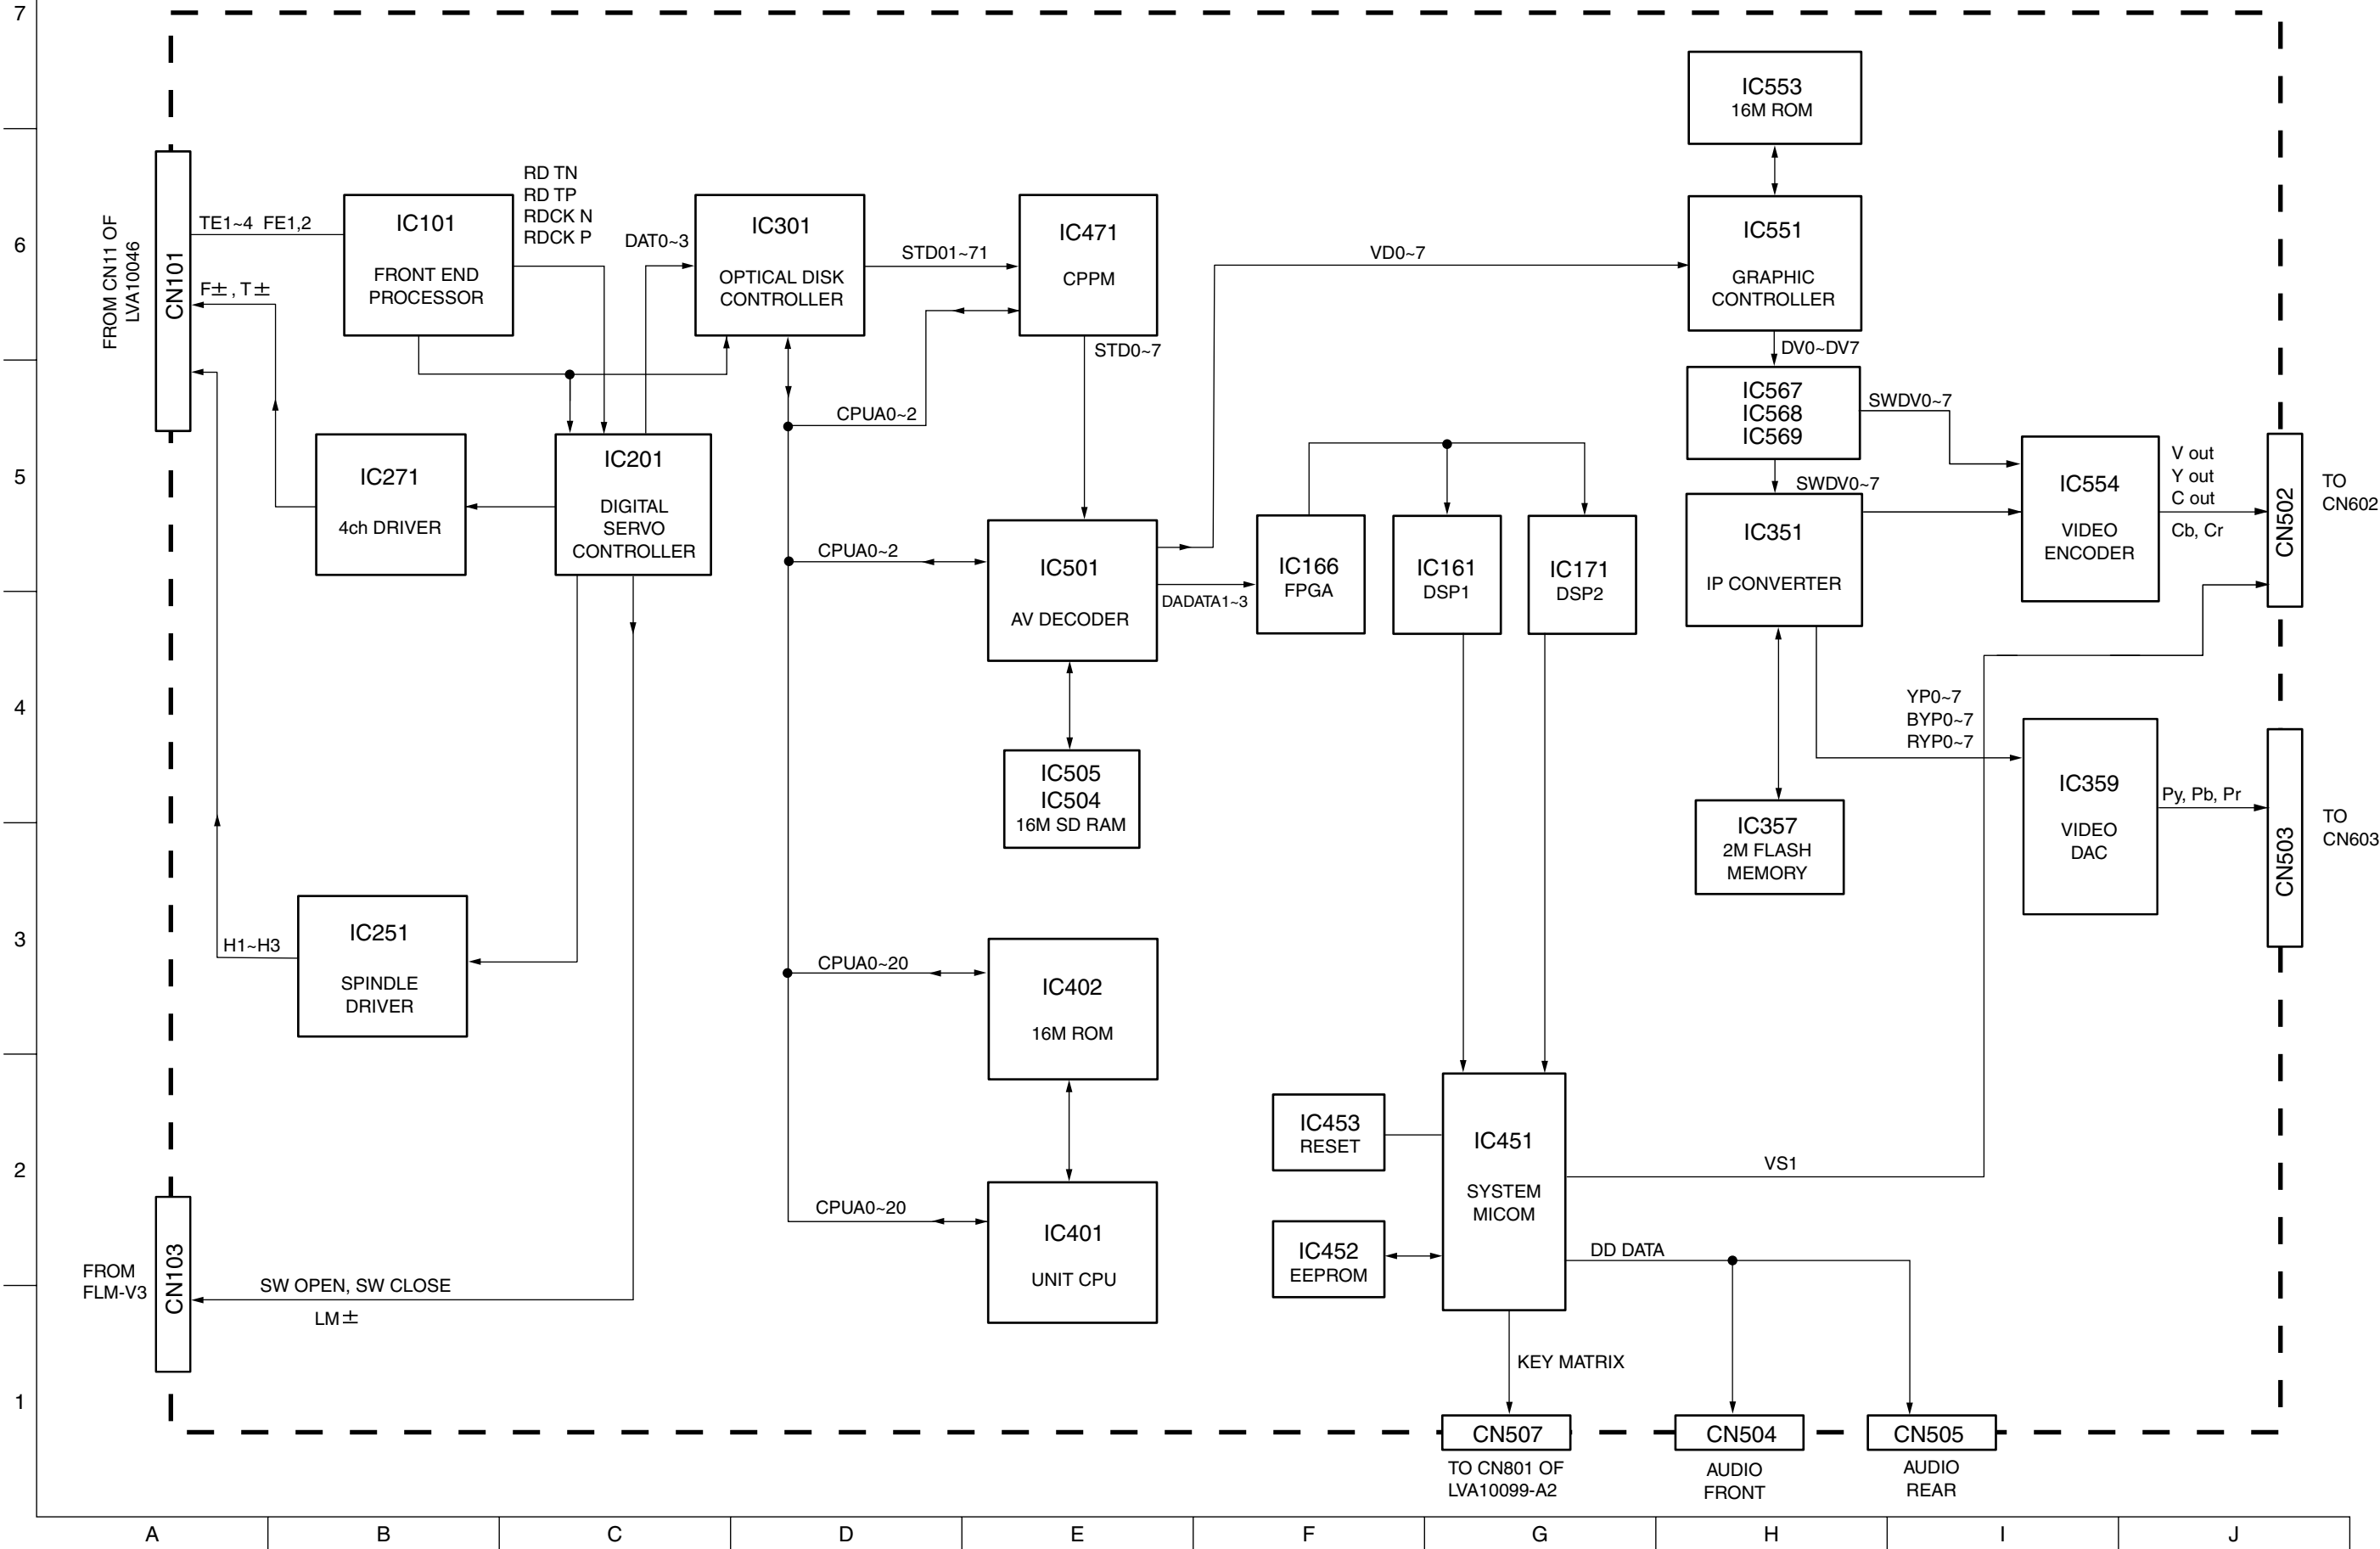 7
6
5
4
3
2
1
FROM CN11 OF
LVA10046
CN101
TE1~4 FE1,2
F±, T±
IC101
FRONT END
PROCESSOR
RD TN
RD TP
RDCK N
RDCK P
DAT0~3
IC301
OPTICAL DISK
CONTROLLER
STD01~71
IC471
CPPM
STD0~7
VD0~7
IC553
16M ROM
IC551
GRAPHIC
CONTROLLER
DV0~DV7
IC567
IC568
IC569
SWDV0~7
SWDV0~7
IC271
4ch DRIVER
IC201
DIGITAL
SERVO
CONTROLLER
CPUA0~2
CPUA0~2
IC501
AV DECODER
DADATA1~3
IC166
FPGA
IC161
DSP1
IC171
DSP2
IC351
IP CONVERTER
IC554
VIDEO
ENCODER
V out
Y out
C out
Cb, Cr
CN502
TO
CN602
IC505
IC504
16M SD RAM
IC357
2M FLASH
MEMORY
YP0~7
BYP0~7
RYP0~7
IC359
VIDEO
DAC
Py, Pb, Pr
CN503
TO
CN603
H1~H3
IC251
SPINDLE
DRIVER
CPUA0~20
IC402
16M ROM
CPUA0~20
IC401
UNIT CPU
IC453
RESET
IC452
EEPROM
IC451
SYSTEM
MICOM
VS1
DD DATA
KEY MATRIX
FROM
FLM-V3
CN103
SW OPEN, SW CLOSE
LM±
CN507
TO CN801 OF
LVA10099-A2
CN504
AUDIO
FRONT
CN505
AUDIO
REAR
A B C D E F G H I J